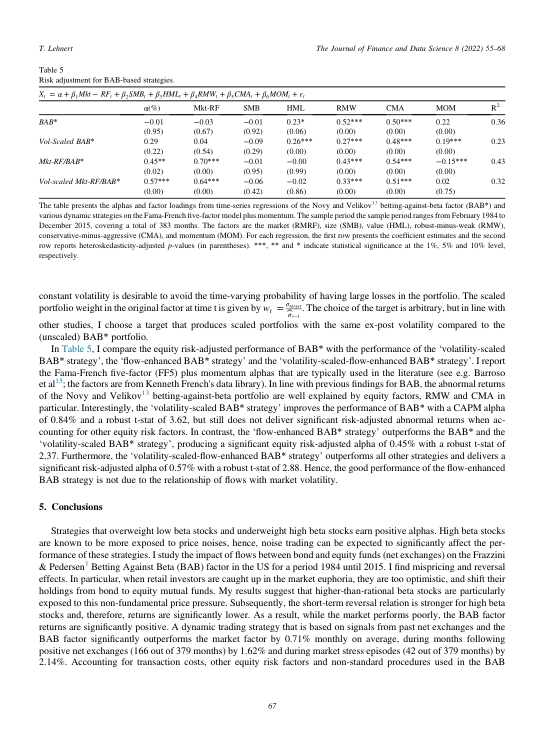 T. Lehnert
The Journal of Finance and Data Science 8 (2022) 55–68
Table 5
Risk adjustment for BAB-based strategies.
X_t = α + β₁Mkt − RF_t + β₂SMB_t + β₃HML_t + β₄RMW_t + β₅CMA_t + β₆MOM_t + ε_t
α(%) Mkt-RF SMB HML RMW CMA MOM R²
BAB* −0.01 −0.03 −0.01 0.23* 0.52*** 0.50*** 0.22 0.36
(0.95) (0.67) (0.92) (0.06) (0.00) (0.00) (0.00)
Vol-Scaled BAB* 0.29 0.04 −0.09 0.26*** 0.27*** 0.48*** 0.19*** 0.23
(0.22) (0.54) (0.29) (0.00) (0.00) (0.00) (0.00)
Mkt-RF/BAB* 0.45** 0.70*** −0.01 −0.00 0.43*** 0.54*** −0.15*** 0.43
(0.02) (0.00) (0.95) (0.99) (0.00) (0.00) (0.00)
Vol-scaled Mkt-RF/BAB* 0.57*** 0.64*** −0.06 −0.02 0.33*** 0.51*** 0.02 0.32
(0.00) (0.00) (0.42) (0.86) (0.00) (0.00) (0.75)
The table presents the alphas and factor loadings from time-series regressions of the Novy and Velikov¹³ betting-against-beta factor (BAB*) and
various dynamic strategies on the Fama-French five-factor model plus momentum. The sample period the sample period ranges from February 1984 to
December 2015, covering a total of 383 months. The factors are the market (RMRF), size (SMB), value (HML), robust-minus-weak (RMW),
conservative-minus-aggressive (CMA), and momentum (MOM). For each regression, the first row presents the coefficient estimates and the second
row reports heteroskedasticity-adjusted p-values (in parentheses). ***, ** and * indicate statistical significance at the 1%, 5% and 10% level,
respectively.
constant volatility is desirable to avoid the time-varying probability of having large losses in the portfolio. The scaled
portfolio weight in the original factor at time t is given by w_t = σ_target/σ̂_{t−1}. The choice of the target is arbitrary, but in line with
other studies, I choose a target that produces scaled portfolios with the same ex-post volatility compared to the
(unscaled) BAB* portfolio.
In Table 5, I compare the equity risk-adjusted performance of BAB* with the performance of the ‘volatility-scaled
BAB* strategy’, the ‘flow-enhanced BAB* strategy’ and the ‘volatility-scaled-flow-enhanced BAB* strategy’. I report
the Fama-French five-factor (FF5) plus momentum alphas that are typically used in the literature (see e.g. Barroso
et al¹⁵; the factors are from Kenneth French's data library). In line with previous findings for BAB, the abnormal returns
of the Novy and Velikov¹³ betting-against-beta portfolio are well explained by equity factors, RMW and CMA in
particular. Interestingly, the ‘volatility-scaled BAB* strategy’ improves the performance of BAB* with a CAPM alpha
of 0.84% and a robust t-stat of 3.62, but still does not deliver significant risk-adjusted abnormal returns when ac-
counting for other equity risk factors. In contrast, the ‘flow-enhanced BAB* strategy’ outperforms the BAB* and the
‘volatility-scaled BAB* strategy’, producing a significant equity risk-adjusted alpha of 0.45% with a robust t-stat of
2.37. Furthermore, the ‘volatility-scaled-flow-enhanced BAB* strategy’ outperforms all other strategies and delivers a
significant risk-adjusted alpha of 0.57% with a robust t-stat of 2.88. Hence, the good performance of the flow-enhanced
BAB strategy is not due to the relationship of flows with market volatility.
5. Conclusions
Strategies that overweight low beta stocks and underweight high beta stocks earn positive alphas. High beta stocks
are known to be more exposed to price noises, hence, noise trading can be expected to significantly affect the per-
formance of these strategies. I study the impact of flows between bond and equity funds (net exchanges) on the Frazzini
& Pedersen¹ Betting Against Beta (BAB) factor in the US for a period 1984 until 2015. I find mispricing and reversal
effects. In particular, when retail investors are caught up in the market euphoria, they are too optimistic, and shift their
holdings from bond to equity mutual funds. My results suggest that higher-than-rational beta stocks are particularly
exposed to this non-fundamental price pressure. Subsequently, the short-term reversal relation is stronger for high beta
stocks and, therefore, returns are significantly lower. As a result, while the market performs poorly, the BAB factor
returns are significantly positive. A dynamic trading strategy that is based on signals from past net exchanges and the
BAB factor significantly outperforms the market factor by 0.71% monthly on average, during months following
positive net exchanges (166 out of 379 months) by 1.62% and during market stress episodes (42 out of 379 months) by
2.14%. Accounting for transaction costs, other equity risk factors and non-standard procedures used in the BAB
67